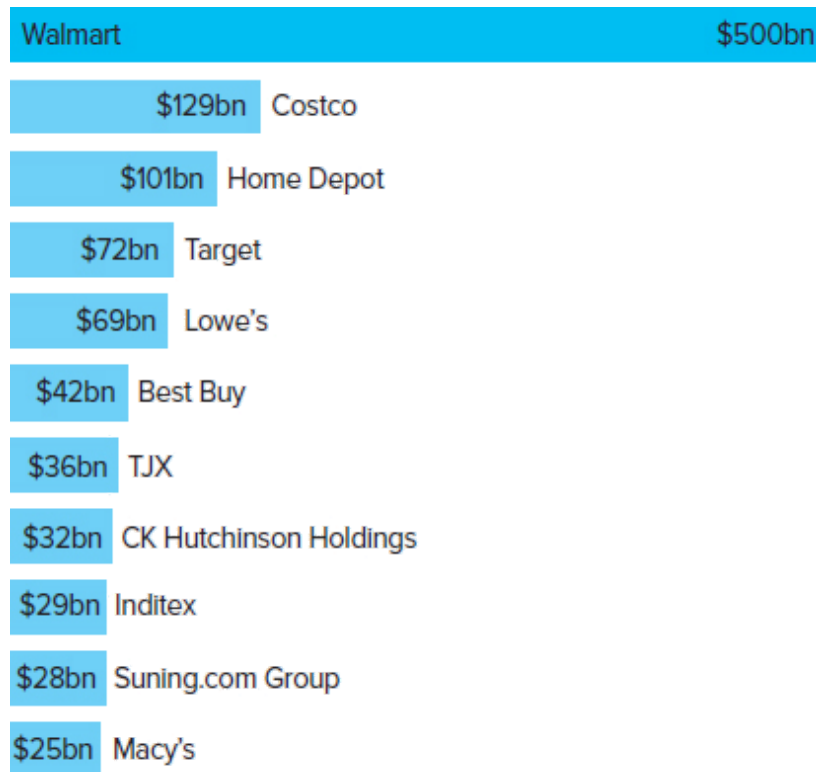 Walmart $500bn
$129bn Costco
$101bn Home Depot
$72bn Target
$69bn Lowe’s
$42bn Best Buy
$36bn TJX
$32bn CK Hutchinson Holdings
$29bn Inditex
$28bn Suning.com Group
$25bn Macy’s